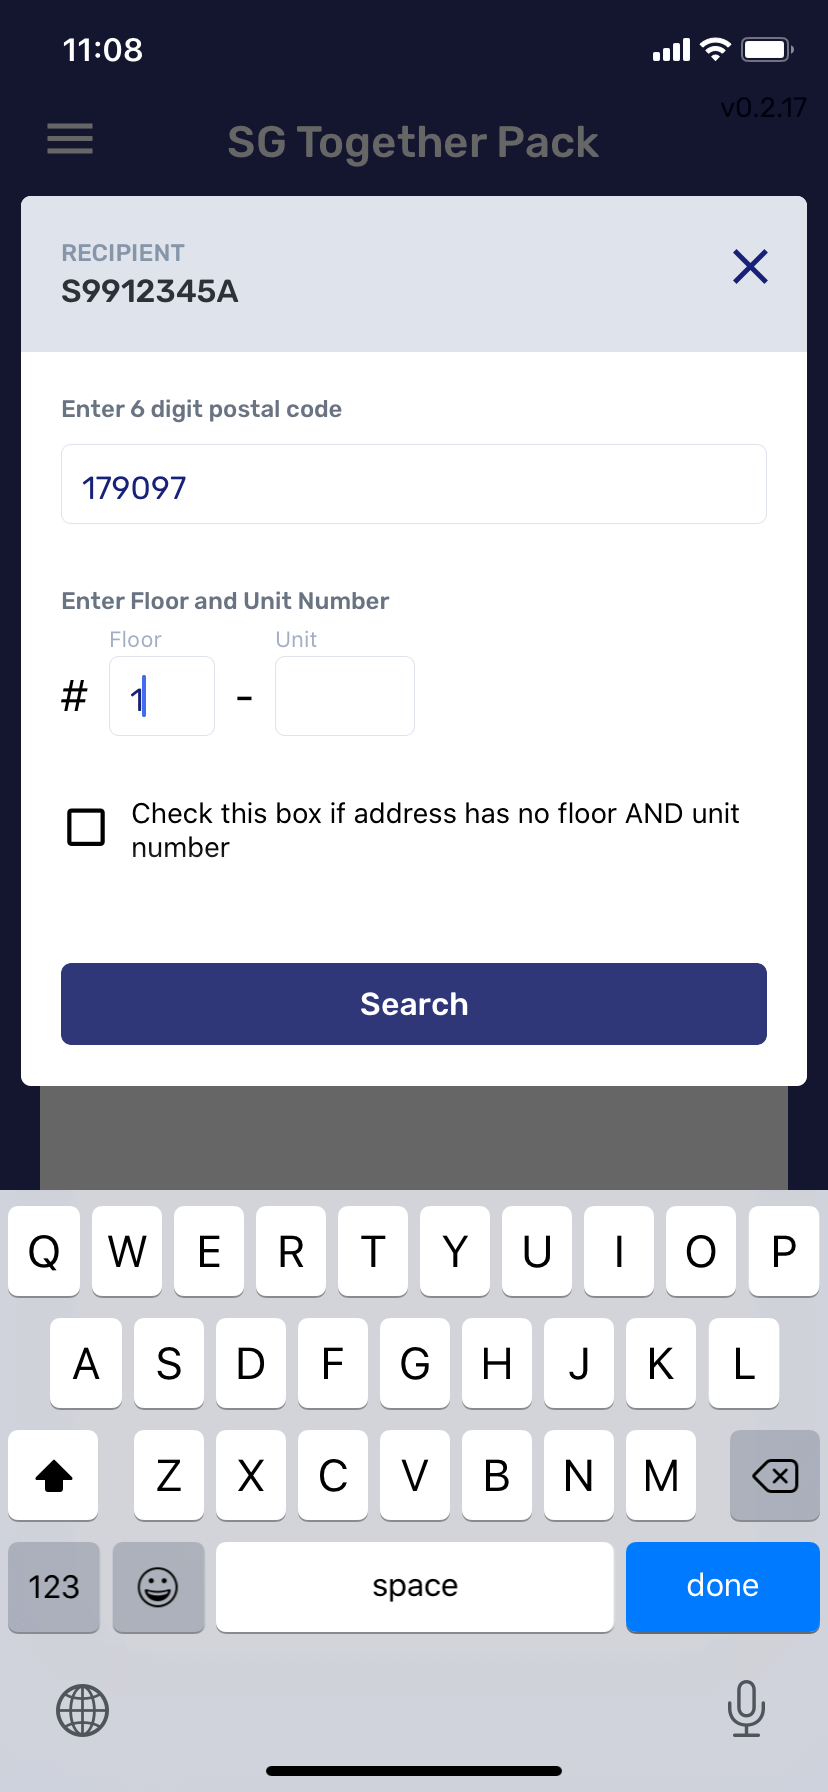 11:08
v0.2.17
SG Together Pack
RECIPIENT
S9912345A
Enter 6 digit postal code
179097
Enter Floor and Unit Number
Floor Unit
# 1 -
Check this box if address has no floor AND unit
number
Search
Q W E R T Y U I O P
A S D F G H J K L
Z X C V B N M
123 space done